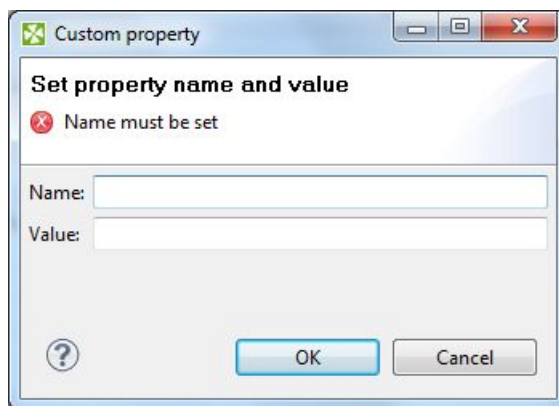 Custom property
Set property name and value
Name must be set
Name:
Value:
OK
Cancel